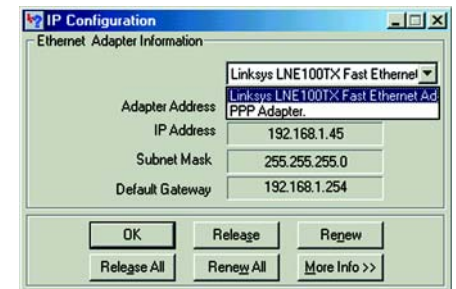 IP Configuration
Ethernet Adapter Information
Linksys LNE100TX Fast Ethernet
Linksys LNE100TX Fast Ethernet Ad
PPP Adapter.
Adapter Address
IP Address 192.168.1.45
Subnet Mask 255.255.255.0
Default Gateway 192.168.1.254
OK Release Renew
Release All Renew All More Info >>